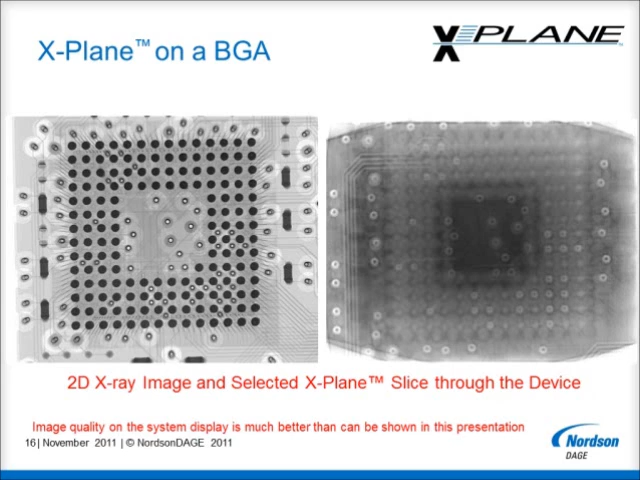 X-Plane™ on a BGA
X-PLANE™
2D X-ray Image and Selected X-Plane™ Slice through the Device
Image quality on the system display is much better than can be shown in this presentation
16| November 2011 | © NordsonDAGE 2011
Nordson
DAGE